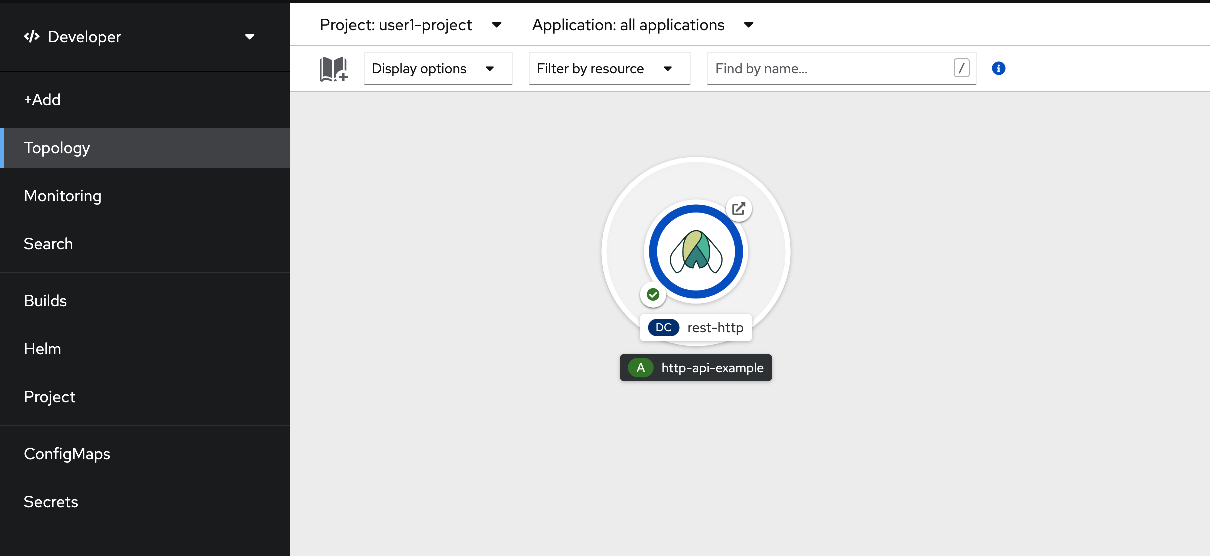 Developer
+Add
Topology
Monitoring
Search
Builds
Helm
Project
ConfigMaps
Secrets
Project: user1-project
Application: all applications
Display options
Filter by resource
Find by name...
/
i
DC rest-http
A http-api-example